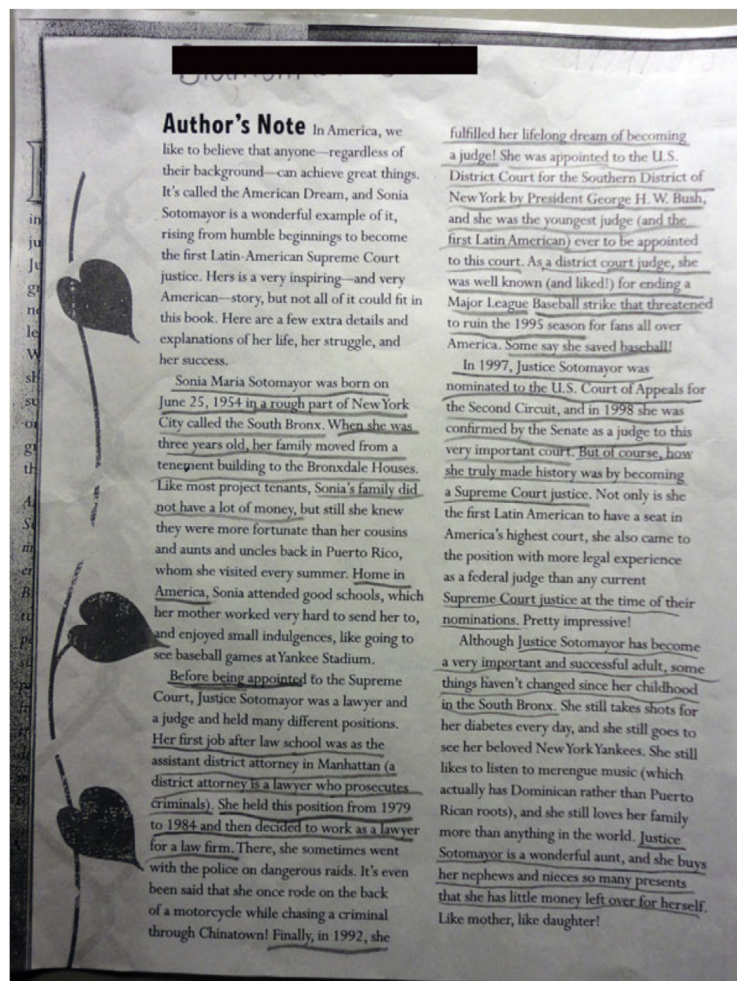 Author's Note In America, we
like to believe that anyone—regardless of
their background—can achieve great things.
It's called the American Dream, and Sonia
Sotomayor is a wonderful example of it,
rising from humble beginnings to become
the first Latin-American Supreme Court
justice. Hers is a very inspiring—and very
American—story, but not all of it could fit in
this book. Here are a few extra details and
explanations of her life, her struggle, and
her success.
Sonia Maria Sotomayor was born on
June 25, 1954 in a rough part of New York
City called the South Bronx. When she was
three years old, her family moved from a
tenement building to the Bronxdale Houses.
Like most project tenants, Sonia's family did
not have a lot of money, but still she knew
they were more fortunate than her cousins
and aunts and uncles back in Puerto Rico,
whom she visited every summer. Home in
America, Sonia attended good schools, which
her mother worked very hard to send her to,
and enjoyed small indulgences, like going to
see baseball games at Yankee Stadium.
Before being appointed to the Supreme
Court, Justice Sotomayor was a lawyer and
a judge and held many different positions.
Her first job after law school was as the
assistant district attorney in Manhattan (a
district attorney is a lawyer who prosecutes
criminals). She held this position from 1979
to 1984 and then decided to work as a lawyer
for a law firm. There, she sometimes went
with the police on dangerous raids. It's even
been said that she once rode on the back
of a motorcycle while chasing a criminal
through Chinatown! Finally, in 1992, she
fulfilled her lifelong dream of becoming
a judge! She was appointed to the U.S.
District Court for the Southern District of
New York by President George H. W. Bush,
and she was the youngest judge (and the
first Latin American) ever to be appointed
to this court. As a district court judge, she
was well known (and liked!) for ending a
Major League Baseball strike that threatened
to ruin the 1995 season for fans all over
America. Some say she saved baseball!
In 1997, Justice Sotomayor was
nominated to the U.S. Court of Appeals for
the Second Circuit, and in 1998 she was
confirmed by the Senate as a judge to this
very important court. But of course, how
she truly made history was by becoming
a Supreme Court justice. Not only is she
the first Latin American to have a seat in
America's highest court, she also came to
the position with more legal experience
as a federal judge than any current
Supreme Court justice at the time of their
nominations. Pretty impressive!
Although Justice Sotomayor has become
a very important and successful adult, some
things haven't changed since her childhood
in the South Bronx. She still takes shots for
her diabetes every day, and she still goes to
see her beloved New York Yankees. She still
likes to listen to merengue music (which
actually has Dominican rather than Puerto
Rican roots), and she still loves her family
more than anything in the world. Justice
Sotomayor is a wonderful aunt, and she buys
her nephews and nieces so many presents
that she has little money left over for herself.
Like mother, like daughter!